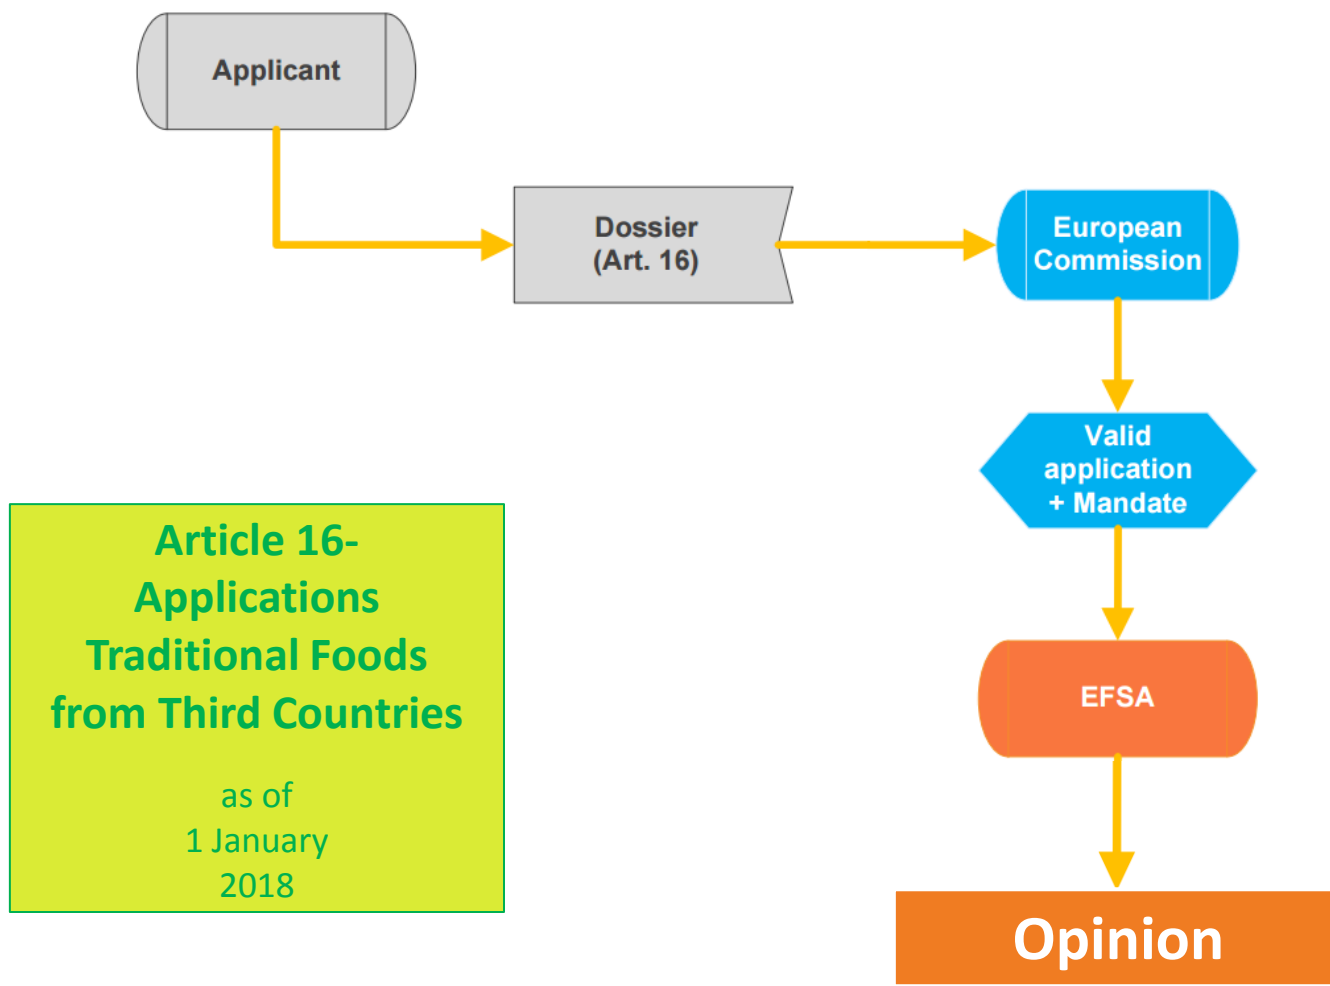 Applicant
Dossier
(Art. 16)
European
Commission
Valid
application
+ Mandate
EFSA
Opinion
Article 16-
Applications
Traditional Foods
from Third Countries
as of
1 January
2018